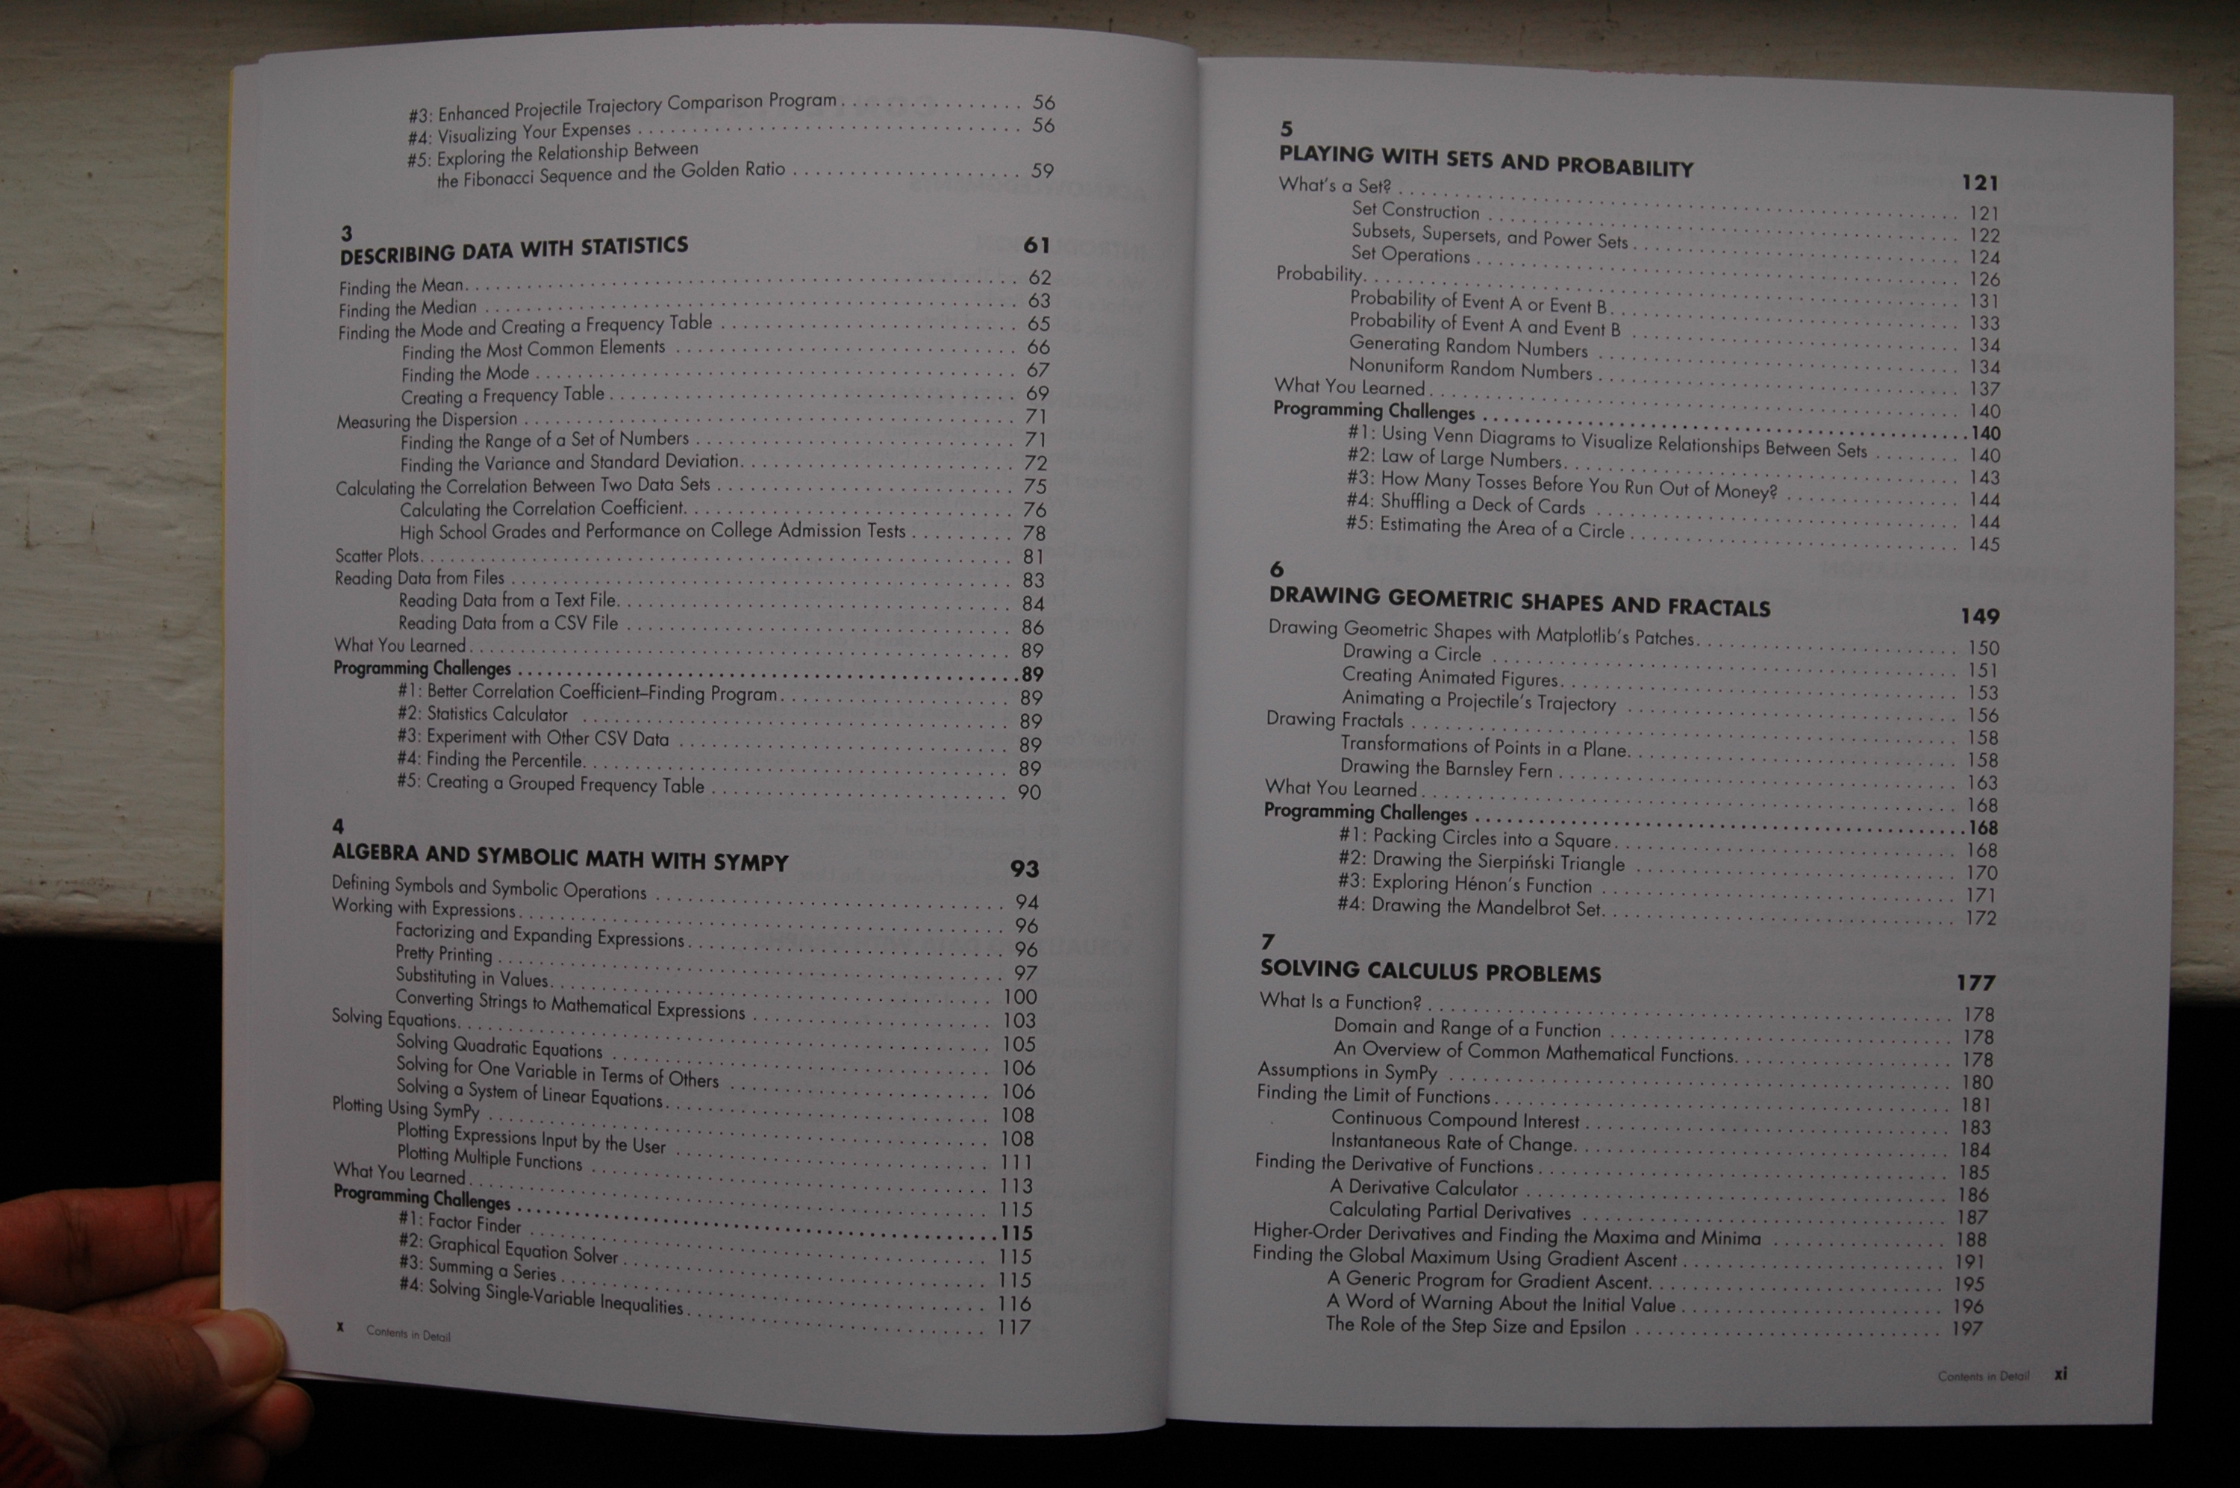 #3: Enhanced Projectile Trajectory Comparison Program . . . . . . . . . . . . . . . . 56
#4: Visualizing Your Expenses . . . . . . . . . . . . . . . . 56
#5: Exploring the Relationship Between
the Fibonacci Sequence and the Golden Ratio . . . . . . . . . . . . . . . . 59
3
DESCRIBING DATA WITH STATISTICS 61
Finding the Mean. . . . . . . . . . . . . . . . 62
Finding the Median . . . . . . . . . . . . . . . . 63
Finding the Mode and Creating a Frequency Table . . . . . . . . . . . . . . . . 65
Finding the Most Common Elements . . . . . . . . . . . . . . . . 66
Finding the Mode . . . . . . . . . . . . . . . . 67
Creating a Frequency Table . . . . . . . . . . . . . . . . 69
Measuring the Dispersion . . . . . . . . . . . . . . . . 71
Finding the Range of a Set of Numbers . . . . . . . . . . . . . . . . 71
Finding the Variance and Standard Deviation. . . . . . . . . . . . . . . . 72
Calculating the Correlation Between Two Data Sets . . . . . . . . . . . . . . . . 75
Calculating the Correlation Coefficient. . . . . . . . . . . . . . . . 76
High School Grades and Performance on College Admission Tests . . . . . . . . . 78
Scatter Plots. . . . . . . . . . . . . . . . 81
Reading Data from Files . . . . . . . . . . . . . . . . 83
Reading Data from a Text File. . . . . . . . . . . . . . . . 84
Reading Data from a CSV File . . . . . . . . . . . . . . . . 86
What You Learned . . . . . . . . . . . . . . . . 89
Programming Challenges . . . . . . . . . . . . . . . . 89
#1: Better Correlation Coefficient–Finding Program. . . . . . . . . . . . . . . . 89
#2: Statistics Calculator . . . . . . . . . . . . . . . . 89
#3: Experiment with Other CSV Data . . . . . . . . . . . . . . . . 89
#4: Finding the Percentile. . . . . . . . . . . . . . . . 89
#5: Creating a Grouped Frequency Table . . . . . . . . . . . . . . . . 90
4
ALGEBRA AND SYMBOLIC MATH WITH SYMPY 93
Defining Symbols and Symbolic Operations . . . . . . . . . . . . . . . . 94
Working with Expressions. . . . . . . . . . . . . . . . 96
Factorizing and Expanding Expressions. . . . . . . . . . . . . . . . 96
Pretty Printing . . . . . . . . . . . . . . . . 97
Substituting in Values. . . . . . . . . . . . . . . . 100
Converting Strings to Mathematical Expressions . . . . . . . . . . . . . . . . 103
Solving Equations. . . . . . . . . . . . . . . . 105
Solving Quadratic Equations . . . . . . . . . . . . . . . . 106
Solving for One Variable in Terms of Others . . . . . . . . . . . . . . . . 106
Solving a System of Linear Equations. . . . . . . . . . . . . . . . 108
Plotting Using SymPy . . . . . . . . . . . . . . . . 108
Plotting Expressions Input by the User . . . . . . . . . . . . . . . . 111
Plotting Multiple Functions . . . . . . . . . . . . . . . . 113
What You Learned . . . . . . . . . . . . . . . . 115
Programming Challenges . . . . . . . . . . . . . . . . 115
#1: Factor Finder . . . . . . . . . . . . . . . . 115
#2: Graphical Equation Solver . . . . . . . . . . . . . . . . 115
#3: Summing a Series . . . . . . . . . . . . . . . . 116
#4: Solving Single-Variable Inequalities. . . . . . . . . . . . . . . . 117
x Contents in Detail
5
PLAYING WITH SETS AND PROBABILITY 121
What's a Set? . . . . . . . . . . . . . . . . 121
Set Construction . . . . . . . . . . . . . . . . 122
Subsets, Supersets, and Power Sets . . . . . . . . . . . . . . . . 124
Set Operations . . . . . . . . . . . . . . . . 126
Probability. . . . . . . . . . . . . . . . 131
Probability of Event A or Event B. . . . . . . . . . . . . . . . 133
Probability of Event A and Event B . . . . . . . . . . . . . . . . 134
Generating Random Numbers . . . . . . . . . . . . . . . . 134
Nonuniform Random Numbers . . . . . . . . . . . . . . . . 137
What You Learned . . . . . . . . . . . . . . . . 140
Programming Challenges . . . . . . . . . . . . . . . . 140
#1: Using Venn Diagrams to Visualize Relationships Between Sets . . . . . . . . 140
#2: Law of Large Numbers. . . . . . . . . . . . . . . . 143
#3: How Many Tosses Before You Run Out of Money? . . . . . . . . . . . . . . . . 144
#4: Shuffling a Deck of Cards . . . . . . . . . . . . . . . . 144
#5: Estimating the Area of a Circle . . . . . . . . . . . . . . . . 145
6
DRAWING GEOMETRIC SHAPES AND FRACTALS 149
Drawing Geometric Shapes with Matplotlib's Patches. . . . . . . . . . . . . . . . 150
Drawing a Circle . . . . . . . . . . . . . . . . 151
Creating Animated Figures. . . . . . . . . . . . . . . . 153
Animating a Projectile's Trajectory . . . . . . . . . . . . . . . . 156
Drawing Fractals . . . . . . . . . . . . . . . . 158
Transformations of Points in a Plane. . . . . . . . . . . . . . . . 158
Drawing the Barnsley Fern . . . . . . . . . . . . . . . . 163
What You Learned . . . . . . . . . . . . . . . . 168
Programming Challenges . . . . . . . . . . . . . . . . 168
#1: Packing Circles into a Square. . . . . . . . . . . . . . . . 168
#2: Drawing the Sierpiński Triangle . . . . . . . . . . . . . . . . 170
#3: Exploring Hénon's Function . . . . . . . . . . . . . . . . 171
#4: Drawing the Mandelbrot Set. . . . . . . . . . . . . . . . 172
7
SOLVING CALCULUS PROBLEMS 177
What Is a Function? . . . . . . . . . . . . . . . . 178
Domain and Range of a Function . . . . . . . . . . . . . . . . 178
An Overview of Common Mathematical Functions. . . . . . . . . . . . . . . . 178
Assumptions in SymPy . . . . . . . . . . . . . . . . 180
Finding the Limit of Functions . . . . . . . . . . . . . . . . 181
Continuous Compound Interest . . . . . . . . . . . . . . . . 183
Instantaneous Rate of Change. . . . . . . . . . . . . . . . 184
Finding the Derivative of Functions . . . . . . . . . . . . . . . . 185
A Derivative Calculator . . . . . . . . . . . . . . . . 186
Calculating Partial Derivatives . . . . . . . . . . . . . . . . 187
Higher-Order Derivatives and Finding the Maxima and Minima . . . . . . . . . . . . 188
Finding the Global Maximum Using Gradient Ascent . . . . . . . . . . . . . . . . 191
A Generic Program for Gradient Ascent. . . . . . . . . . . . . . . . 195
A Word of Warning About the Initial Value . . . . . . . . . . . . . . . . 196
The Role of the Step Size and Epsilon . . . . . . . . . . . . . . . . 197
Contents in Detail xi